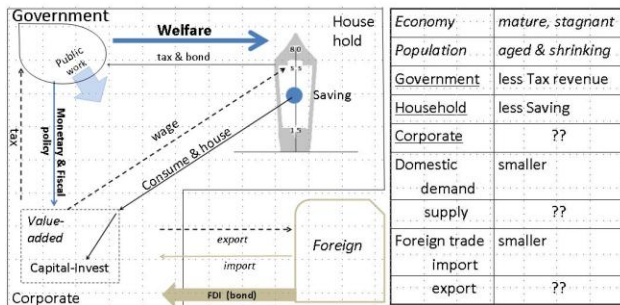 Government
House
hold
Welfare
Public
work
tax & bond
8.0
5.5
Saving
1.5
tax
Monetary & Fiscal
policy
wage
Consume & house
Value-
added
Capital-Invest
Corporate
export
import
Foreign
FDI (bond)
Economy mature, stagnant
Population aged & shrinking
Government less Tax revenue
Household less Saving
Corporate ??
Domestic smaller
demand
supply ??
Foreign trade smaller
import
export ??